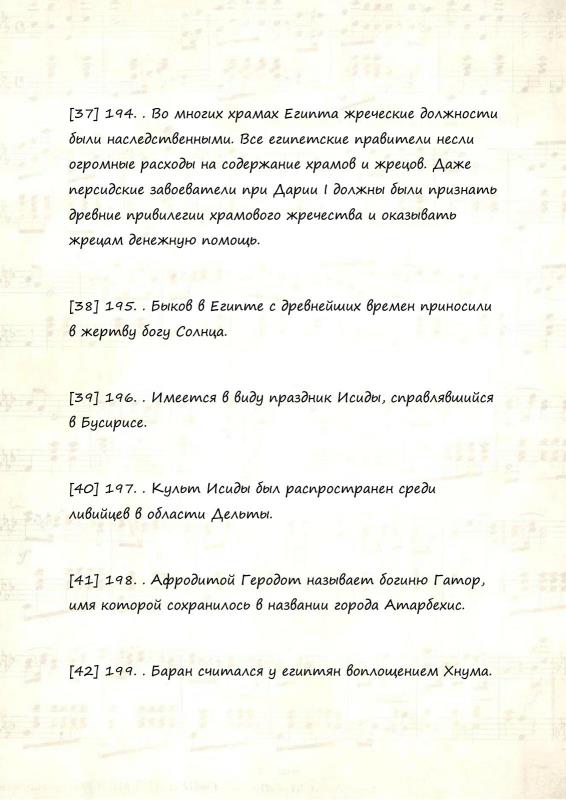 [37] 194. . Во многих храмах Египта жреческие должности
были наследственными. Все египетские правители несли
огромные расходы на содержание храмов и жрецов. Даже
персидские завоеватели при Дарии I должны были признать
древние привилегии храмового жречества и оказывать
жрецам денежную помощь.
[38] 195. . Быков в Египте с древнейших времен приносили
в жертву богу Солнца.
[39] 196. . Имеется в виду праздник Исиды, справлявшийся
в Бусирисе.
[40] 197. . Культ Исиды был распространен среди
ливийцев в области Дельты.
[41] 198. . Афродитой Геродот называет богиню Гатор,
имя которой сохранилось в названии города Атарбехис.
[42] 199. . Баран считался у египтян воплощением Хнума.